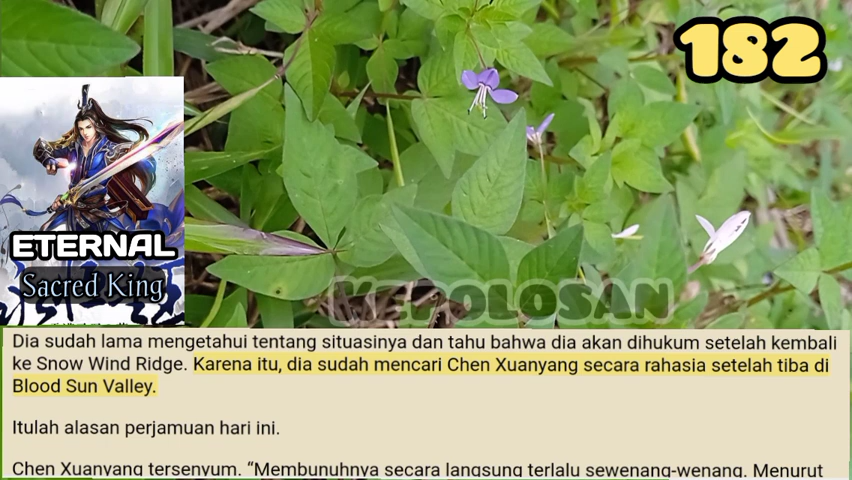 182
ETERNAL
Sacred King
KEPOLOSAN
Dia sudah lama mengetahui tentang situasinya dan tahu bahwa dia akan dihukum setelah kembali
ke Snow Wind Ridge. Karena itu, dia sudah mencari Chen Xuanyang secara rahasia setelah tiba di
Blood Sun Valley.
Itulah alasan perjamuan hari ini.
Chen Xuanyang tersenyum. “Membunuhnya secara langsung terlalu sewenang-wenang. Menurut